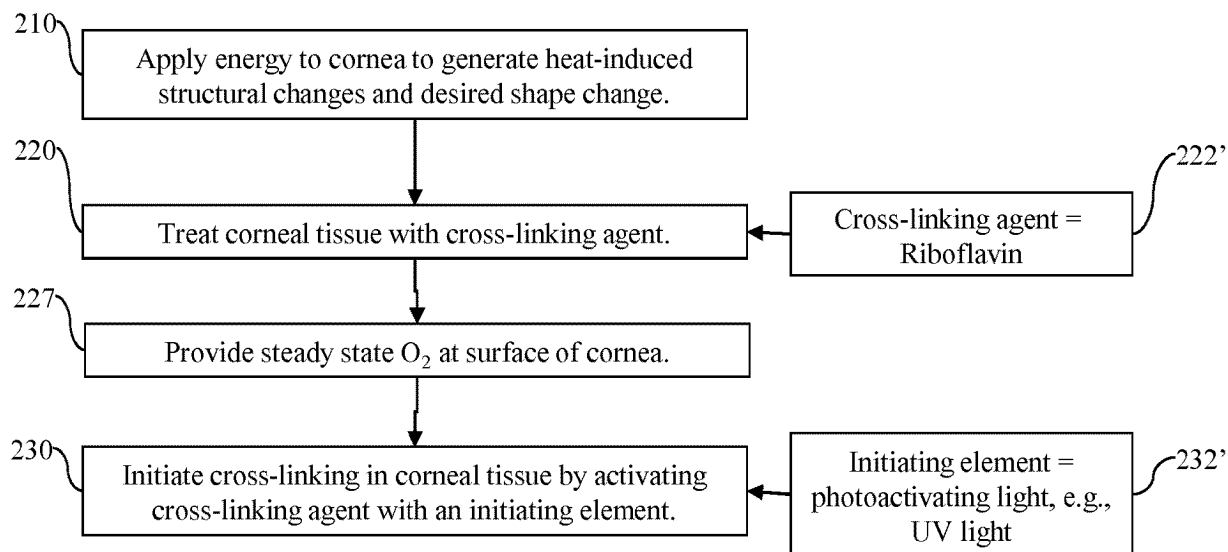 210
Apply energy to cornea to generate heat-induced
structural changes and desired shape change.
220
Treat corneal tissue with cross-linking agent.
222’
Cross-linking agent =
Riboflavin
227
Provide steady state O₂ at surface of cornea.
230
Initiate cross-linking in corneal tissue by activating
cross-linking agent with an initiating element.
232’
Initiating element =
photoactivating light, e.g.,
UV light